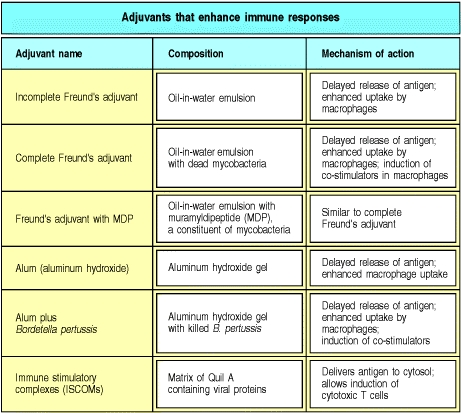 Adjuvants that enhance immune responses
Adjuvant name
Composition
Mechanism of action
Incomplete Freund's adjuvant
Oil-in-water emulsion
Delayed release of antigen;
enhanced uptake by
macrophages
Complete Freund's adjuvant
Oil-in-water emulsion
with dead mycobacteria
Delayed release of antigen;
enhanced uptake by
macrophages; induction of
co-stimulators in macrophages
Freund's adjuvant with MDP
Oil-in-water emulsion with
muramyldipeptide (MDP),
a constituent of mycobacteria
Similar to complete
Freund's adjuvant
Alum (aluminum hydroxide)
Aluminum hydroxide gel
Delayed release of antigen;
enhanced macrophage uptake
Alum plus
Bordetella pertussis
Aluminum hydroxide gel
with killed B. pertussis
Delayed release of antigen;
enhanced uptake by
macrophages;
induction of co-stimulators
Immune stimulatory
complexes (ISCOMs)
Matrix of Quil A
containing viral proteins
Delivers antigen to cytosol;
allows induction of
cytotoxic T cells